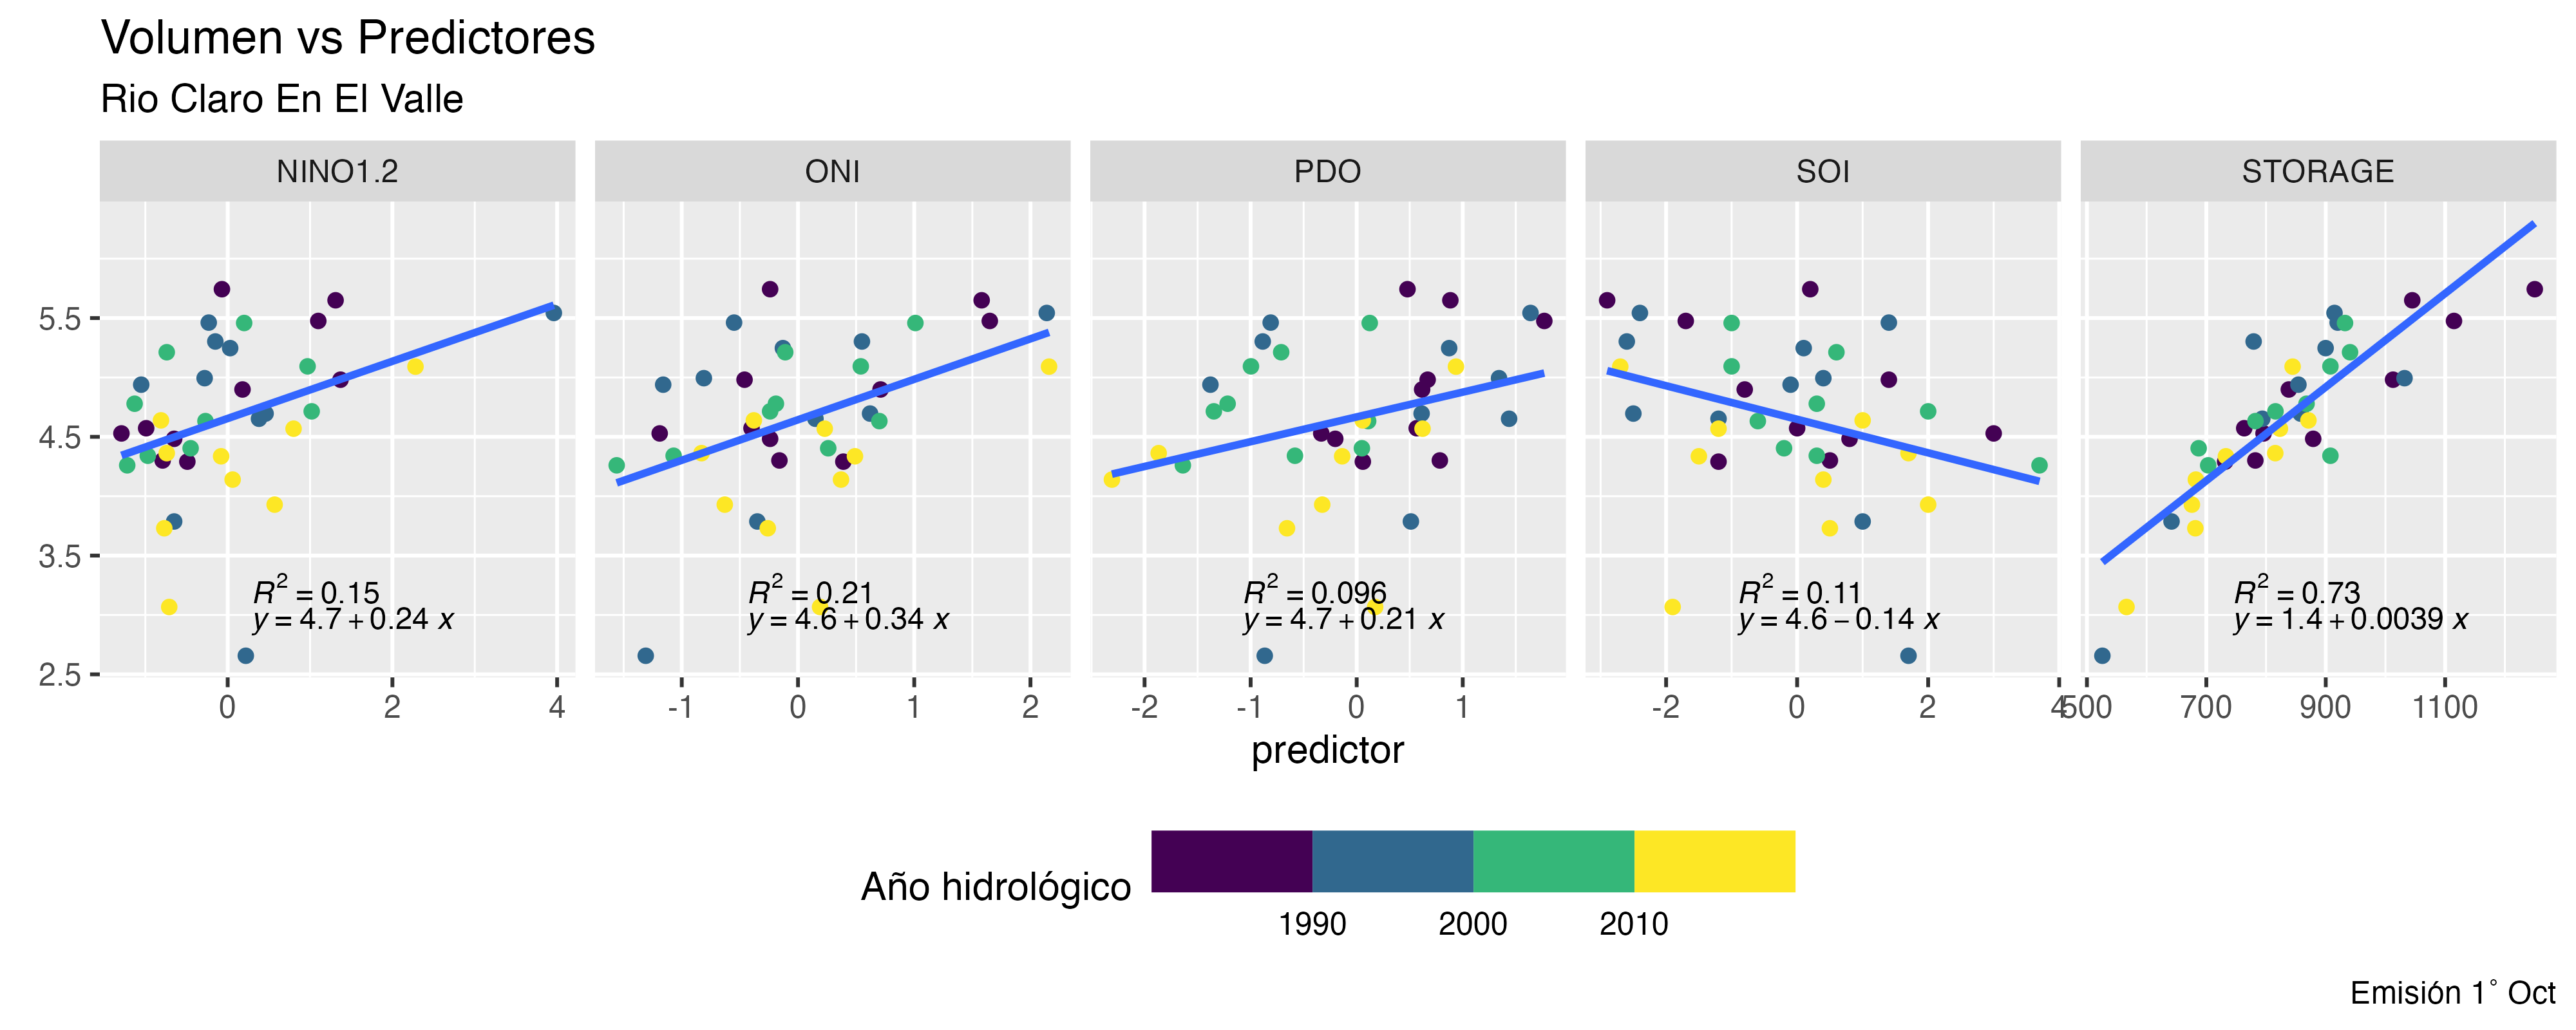 Volumen vs Predictores
Rio Claro En El Valle
NINO1.2 ONI PDO SOI STORAGE
5.5
4.5
3.5
2.5
R² = 0.15 R² = 0.21 R² = 0.096 R² = 0.11 R² = 0.73
y = 4.7 + 0.24 x y = 4.6 + 0.34 x y = 4.7 + 0.21 x y = 4.6 − 0.14 x y = 1.4 + 0.0039 x
0 2 4 -1 0 1 2 -2 -1 0 1 -2 0 2 4 500 700 900 1100
predictor
Año hidrológico
1990 2000 2010
Emisión 1° Oct